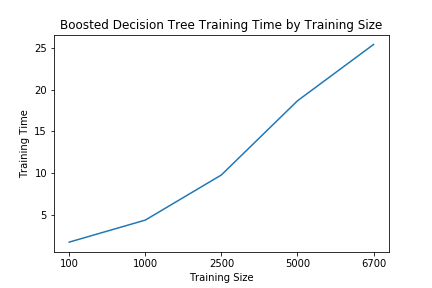 Boosted Decision Tree Training Time by Training Size
25
20
15
10
5
Training Time
100 1000 2500 5000 6700
Training Size